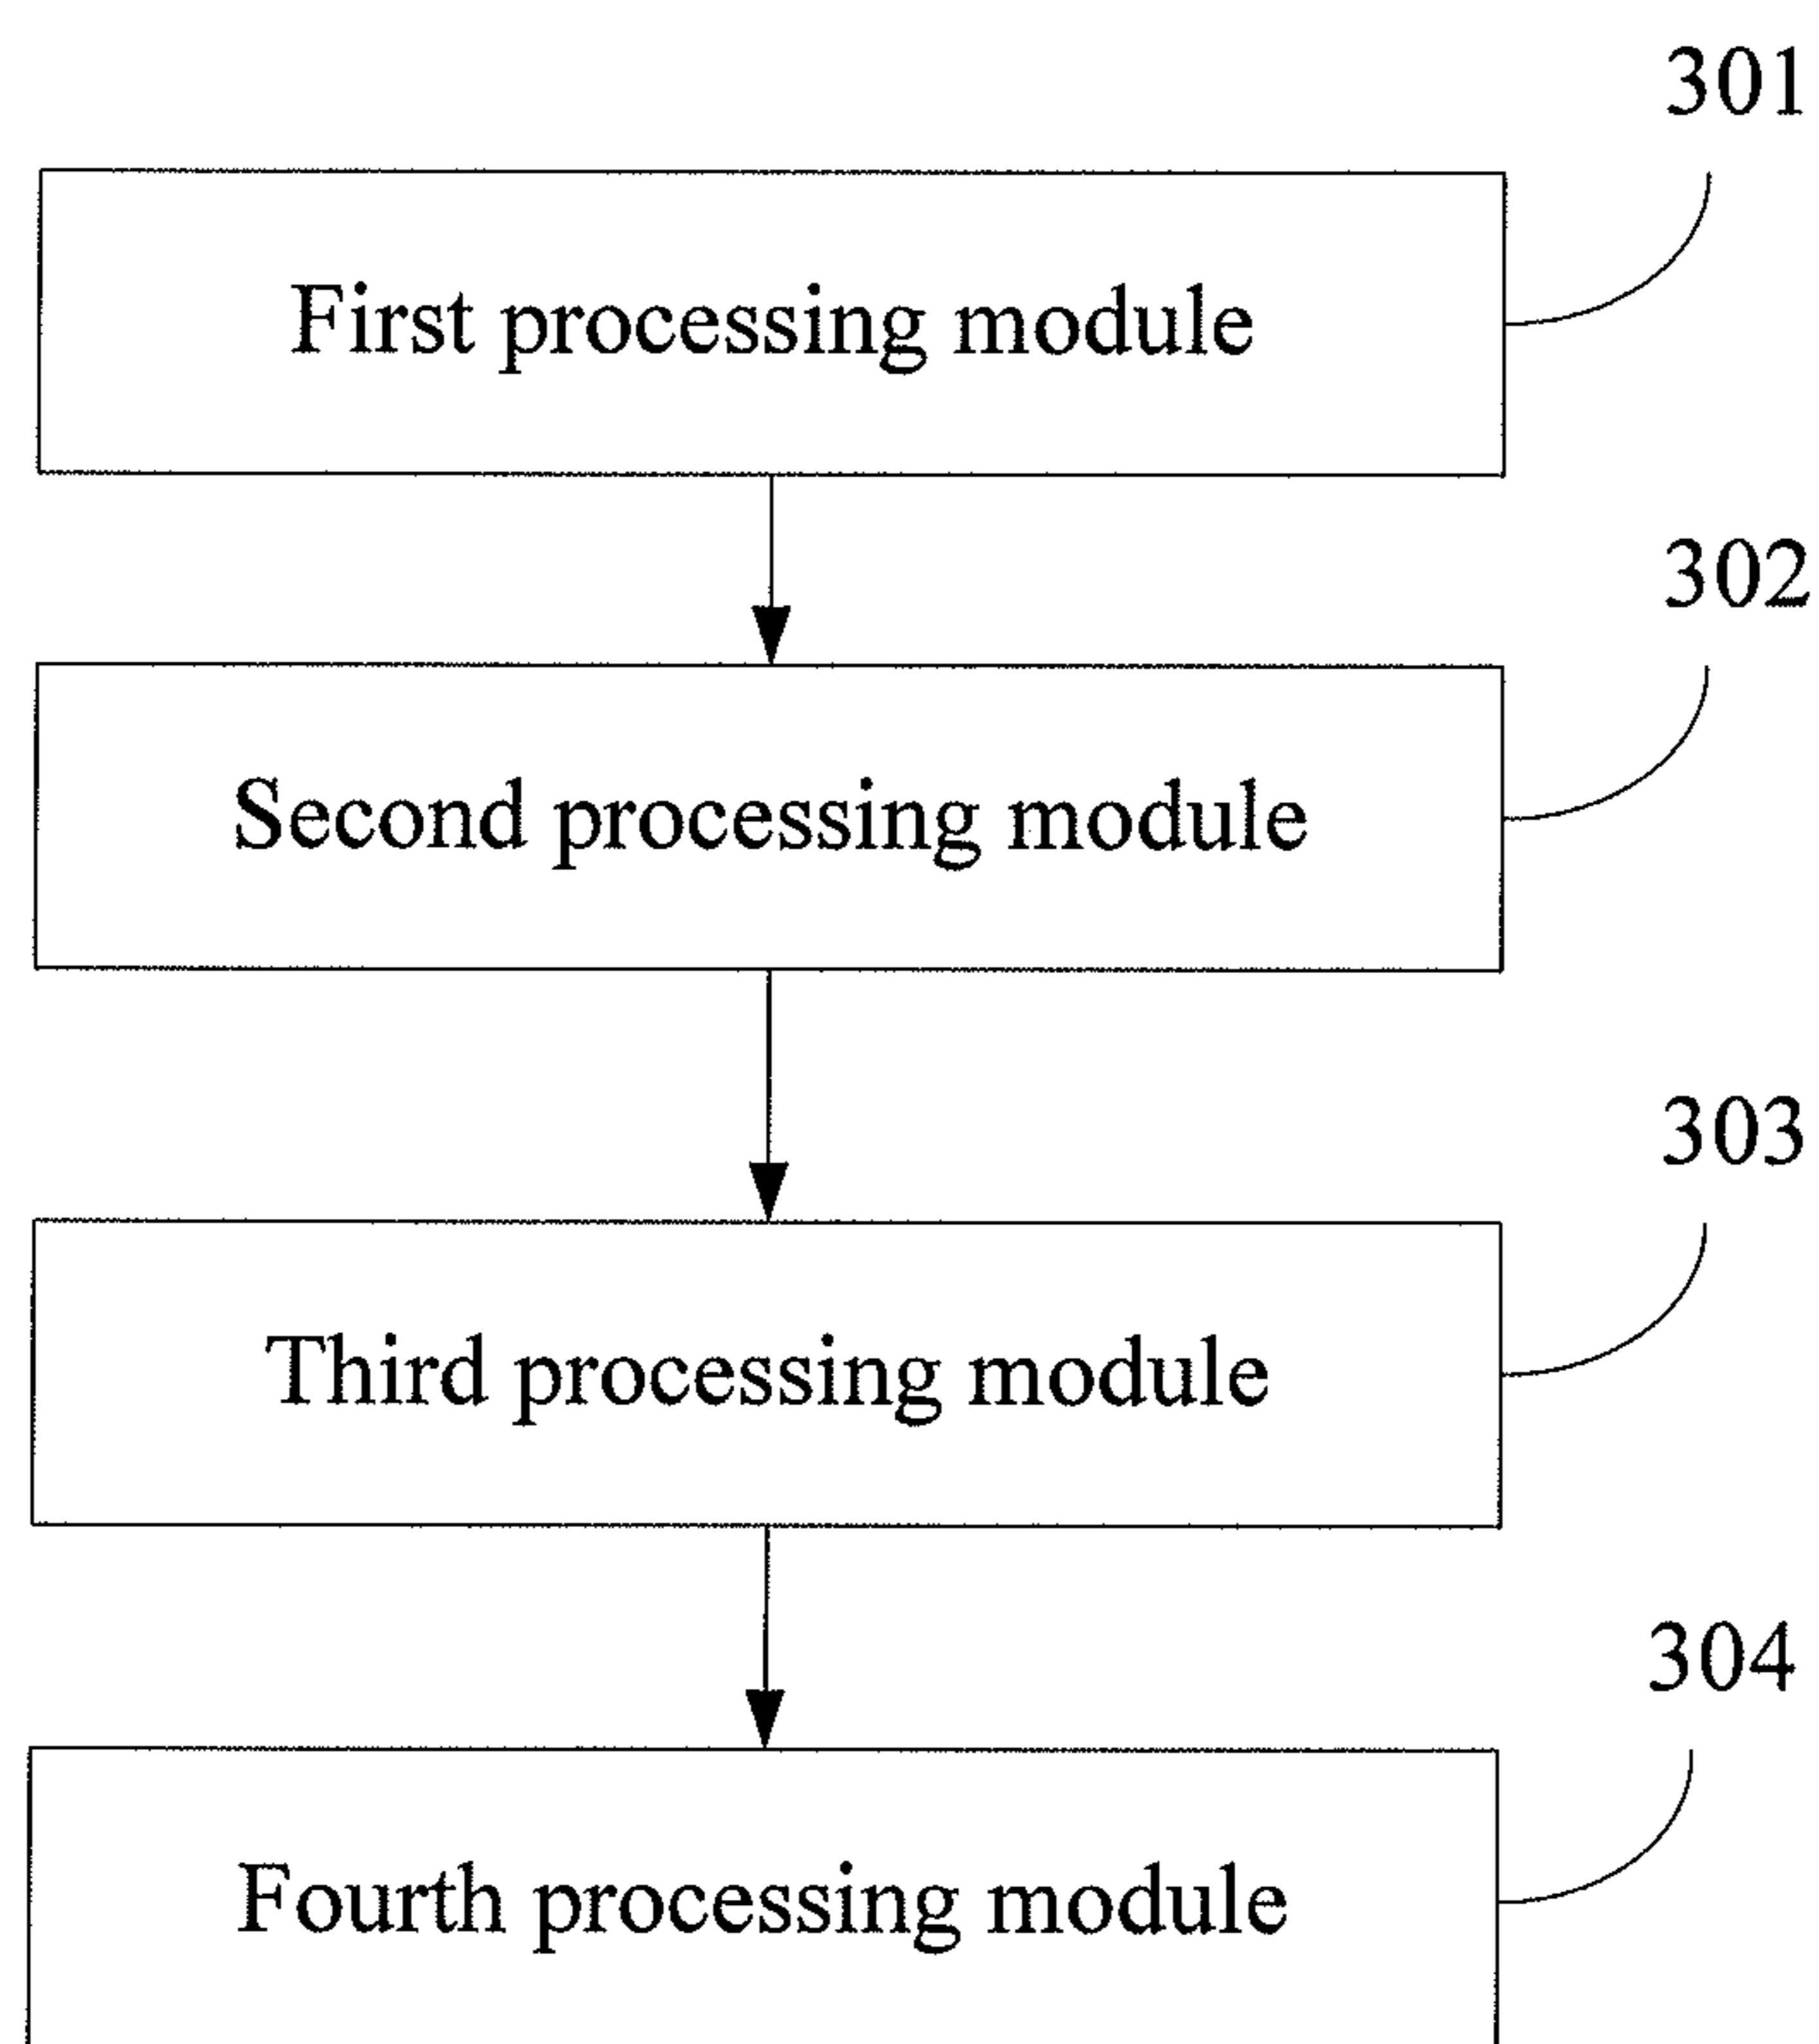 301
First processing module
302
Second processing module
303
Third processing module
304
Fourth processing module